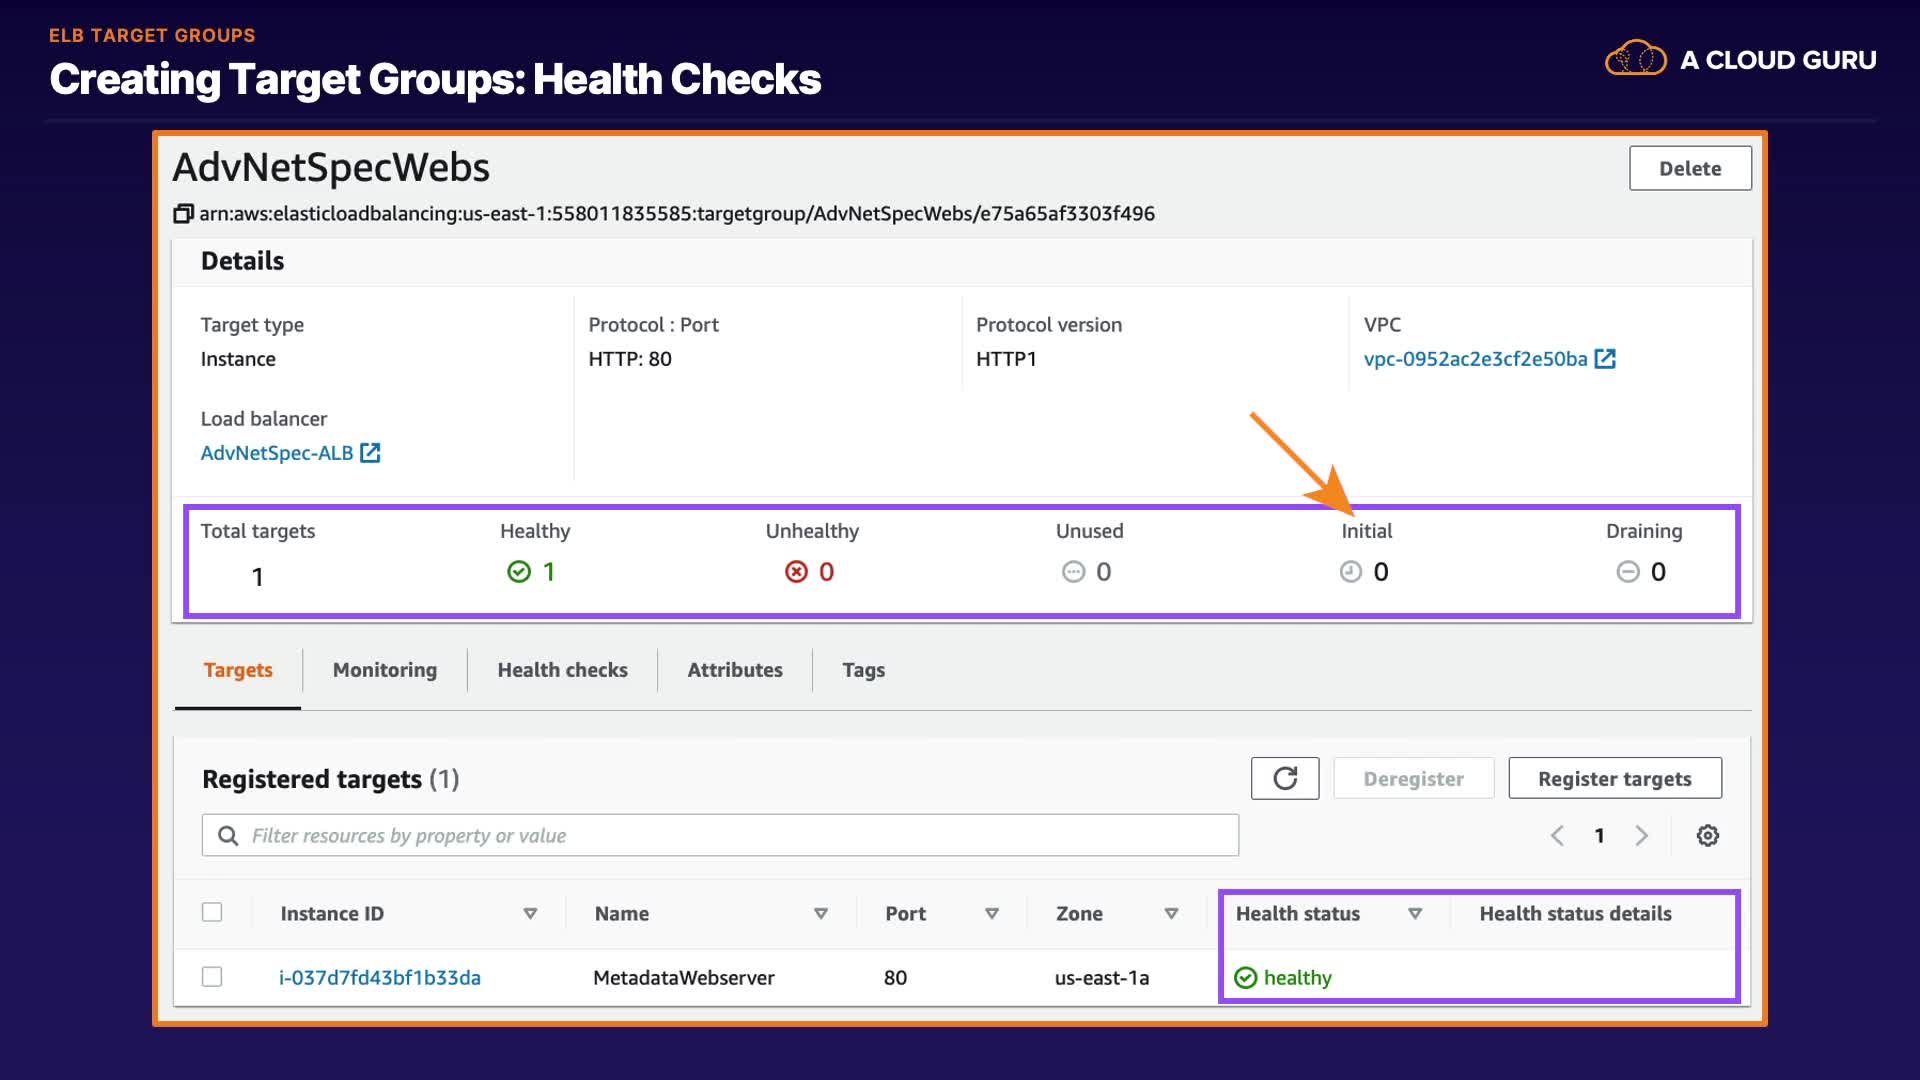 ELB TARGET GROUPS
Creating Target Groups: Health Checks
A CLOUD GURU
AdvNetSpecWebs
Delete
arn:aws:elasticloadbalancing:us-east-1:558011835585:targetgroup/AdvNetSpecWebs/e75a65af3303f496
Details
Target type
Instance
Protocol : Port
HTTP: 80
Protocol version
HTTP1
VPC
vpc-0952ac2e3cf2e50ba
Load balancer
AdvNetSpec-ALB
Total targets
1
Healthy
1
Unhealthy
0
Unused
0
Initial
0
Draining
0
Targets
Monitoring
Health checks
Attributes
Tags
Registered targets (1)
Deregister
Register targets
Filter resources by property or value
1
Instance ID
Name
Port
Zone
Health status
Health status details
i-037d7fd43bf1b33da
MetadataWebserver
80
us-east-1a
healthy